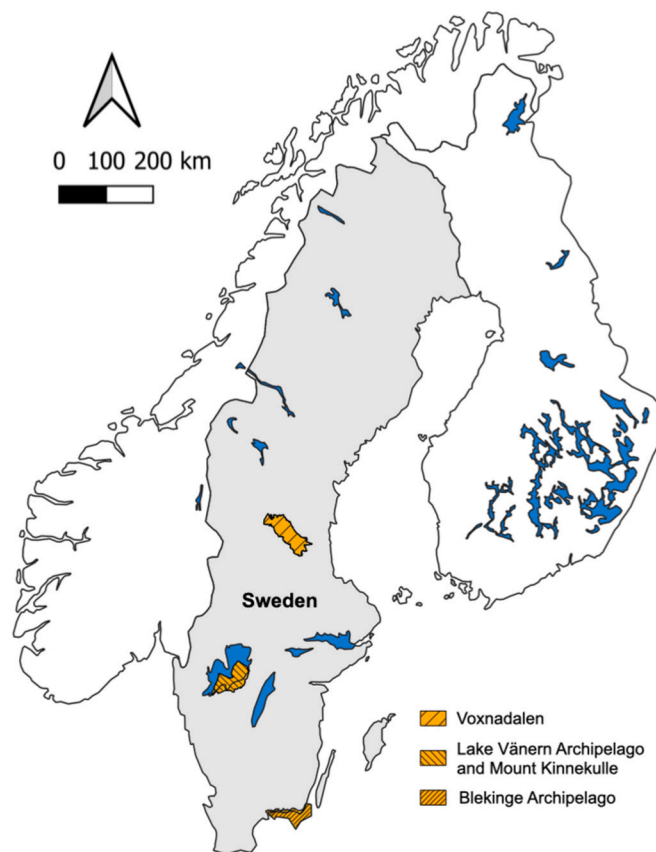 0 100 200 km
Sweden
Voxnadalen
Lake Vänern Archipelago
and Mount Kinnekulle
Blekinge Archipelago